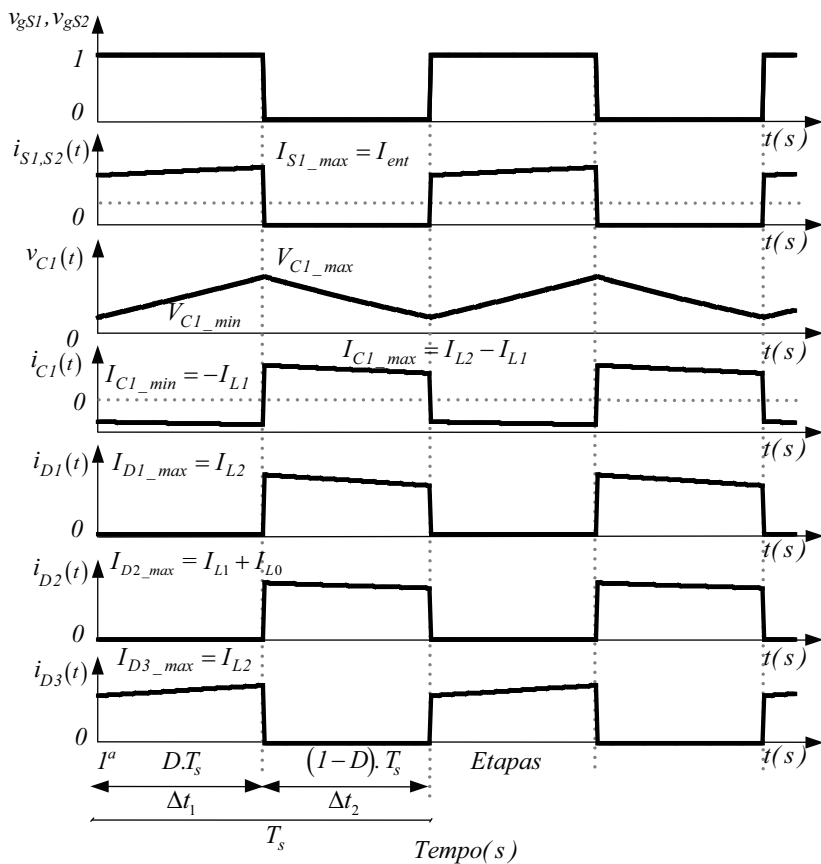 v_gS1, v_gS2
1
0
t(s)
i_S1,S2(t)
I_S1_max = I_ent
0
t(s)
v_C1(t)
V_C1_max
V_C1_min
0
t(s)
i_C1(t)
I_C1_min = -I_L1
I_C1_max = I_L2 - I_L1
0
t(s)
i_D1(t)
I_D1_max = I_L2
0
t(s)
i_D2(t)
I_D2_max = I_L1 + I_L0
0
t(s)
i_D3(t)
I_D3_max = I_L2
0
t(s)
1ª D.T_s (1-D).T_s Etapas
Δt_1 Δt_2
T_s
Tempo(s)